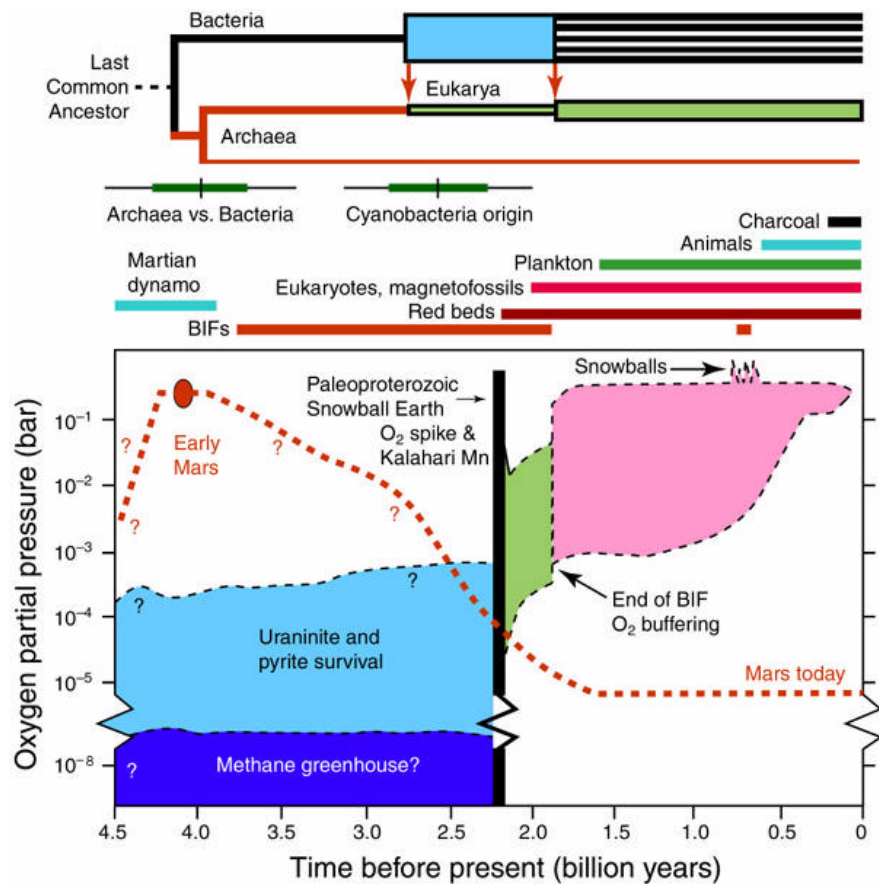 Bacteria
Last
Common
Ancestor
Eukarya
Archaea
Archaea vs. Bacteria
Cyanobacteria origin
Charcoal
Animals
Martian
dynamo
Plankton
Eukaryotes, magnetofossils
Red beds
BIFs
Snowballs
Paleoproterozoic
Snowball Earth
O₂ spike &
Kalahari Mn
Early
Mars
?
?
?
?
?
?
End of BIF
O₂ buffering
Uraninite and
pyrite survival
Mars today
Methane greenhouse?
?
Oxygen partial pressure (bar)
10⁻¹
10⁻²
10⁻³
10⁻⁴
10⁻⁵
10⁻⁸
4.5 4.0 3.5 3.0 2.5 2.0 1.5 1.0 0.5 0
Time before present (billion years)